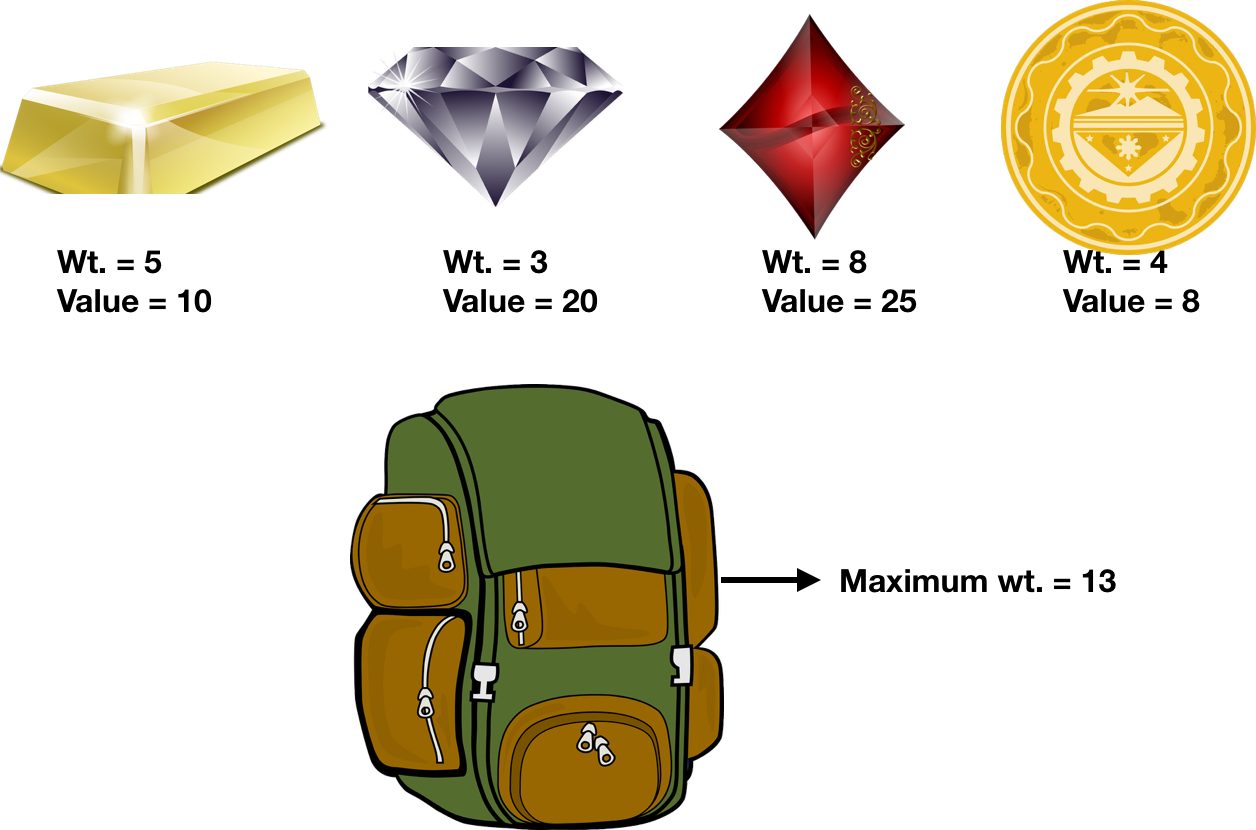 Wt. = 5
Value = 10
Wt. = 3
Value = 20
Wt. = 8
Value = 25
Wt. = 4
Value = 8
Maximum wt. = 13